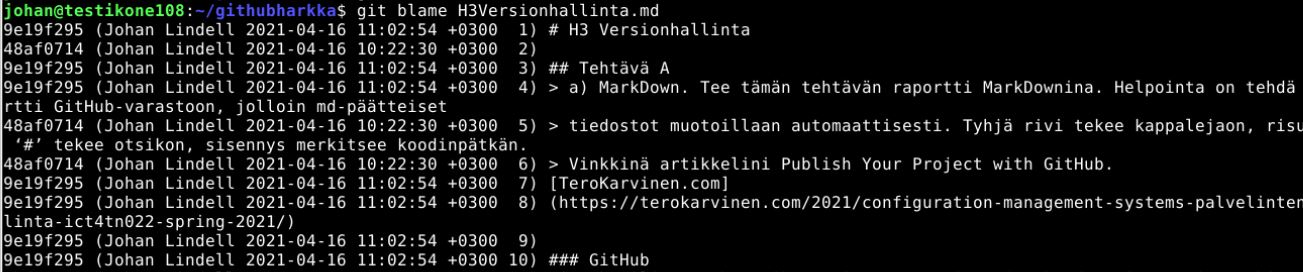 johan@testikone108:~/githubharkka$ git blame H3Versionhallinta.md
9e19f295 (Johan Lindell 2021-04-16 11:02:54 +0300  1) # H3 Versionhallinta
48af0714 (Johan Lindell 2021-04-16 10:22:30 +0300  2)
9e19f295 (Johan Lindell 2021-04-16 11:02:54 +0300  3) ## Tehtävä A
9e19f295 (Johan Lindell 2021-04-16 11:02:54 +0300  4) > a) MarkDown. Tee tämän tehtävän raportti MarkDownina. Helpointa on tehdä
rtti GitHub-varastoon, jolloin md-päätteiset
48af0714 (Johan Lindell 2021-04-16 10:22:30 +0300  5) > tiedostot muotoillaan automaattisesti. Tyhjä rivi tekee kappalejaon, risu
‘#’ tekee otsikon, sisennys merkitsee koodinpätkän.
48af0714 (Johan Lindell 2021-04-16 10:22:30 +0300  6) > Vinkkinä artikkelini Publish Your Project with GitHub.
9e19f295 (Johan Lindell 2021-04-16 11:02:54 +0300  7) [TeroKarvinen.com]
9e19f295 (Johan Lindell 2021-04-16 11:02:54 +0300  8) (https://terokarvinen.com/2021/configuration-management-systems-palvelinten
linta-ict4tn022-spring-2021/)
9e19f295 (Johan Lindell 2021-04-16 11:02:54 +0300  9)
9e19f295 (Johan Lindell 2021-04-16 11:02:54 +0300 10) ### GitHub